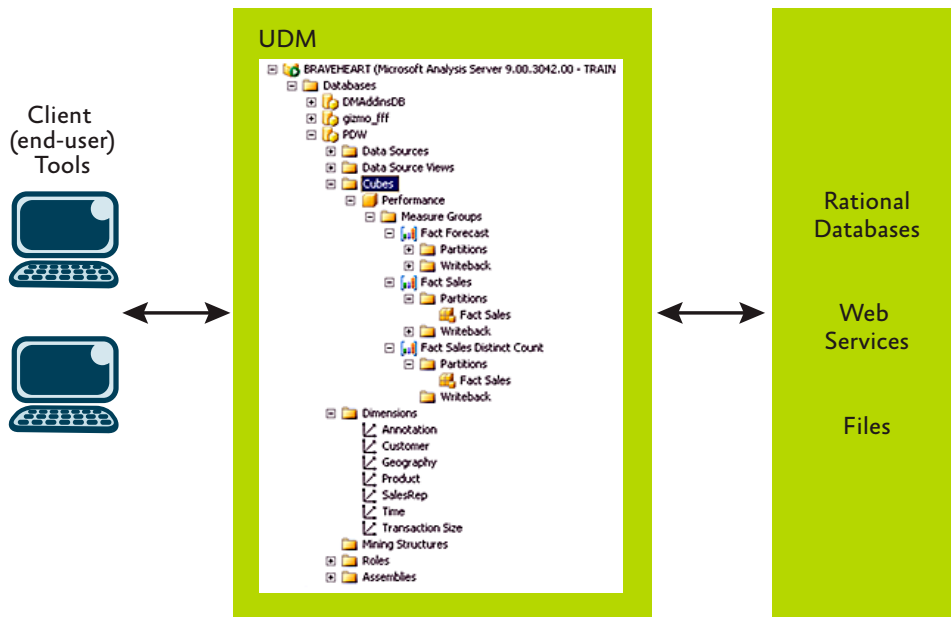 Client
(end-user)
Tools
UDM
BRAVEHEART (Microsoft Analysis Server 9.00.3042.00 - TRAIN
Databases
DMAddnsDB
gizmo_fff
PDW
Data Sources
Data Source Views
Cubes
Performance
Measure Groups
Fact Forecast
Partitions
Writeback
Fact Sales
Partitions
Fact Sales
Writeback
Fact Sales Distinct Count
Partitions
Fact Sales
Writeback
Dimensions
Annotation
Customer
Geography
Product
SalesRep
Time
Transaction Size
Mining Structures
Roles
Assemblies
Rational
Databases
Web
Services
Files